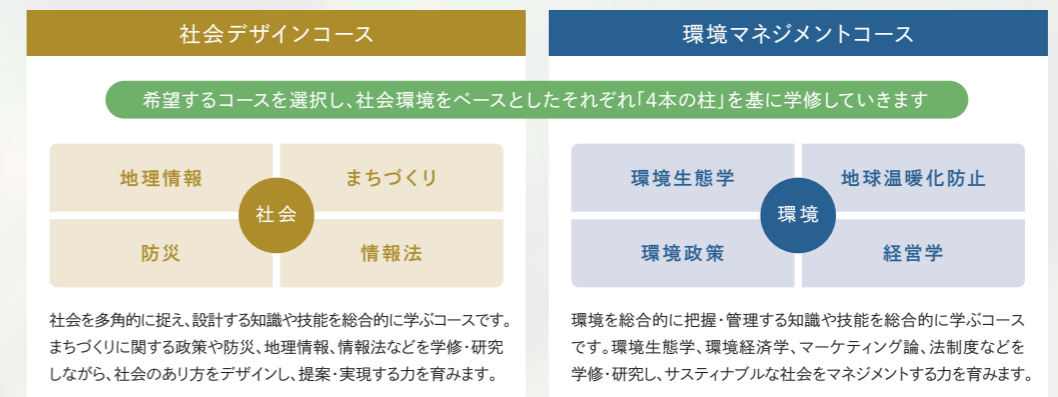 社会デザインコース
環境マネジメントコース
希望するコースを選択し、社会環境をベースとしたそれぞれ「4本の柱」を基に学修していきます
地理情報
まちづくり
社会
防災
情報法
環境生態学
地球温暖化防止
環境
環境政策
経営学
社会を多角的に捉え、設計する知識や技能を総合的に学ぶコースです。
まちづくりに関する政策や防災、地理情報、情報法などを学修・研究
しながら、社会のあり方をデザインし、提案・実現する力を育みます。
環境を総合的に把握・管理する知識や技能を総合的に学ぶコース
です。環境生態学、環境経済学、マーケティング論、法制度などを
学修・研究し、サスティナブルな社会をマネジメントする力を育みます。